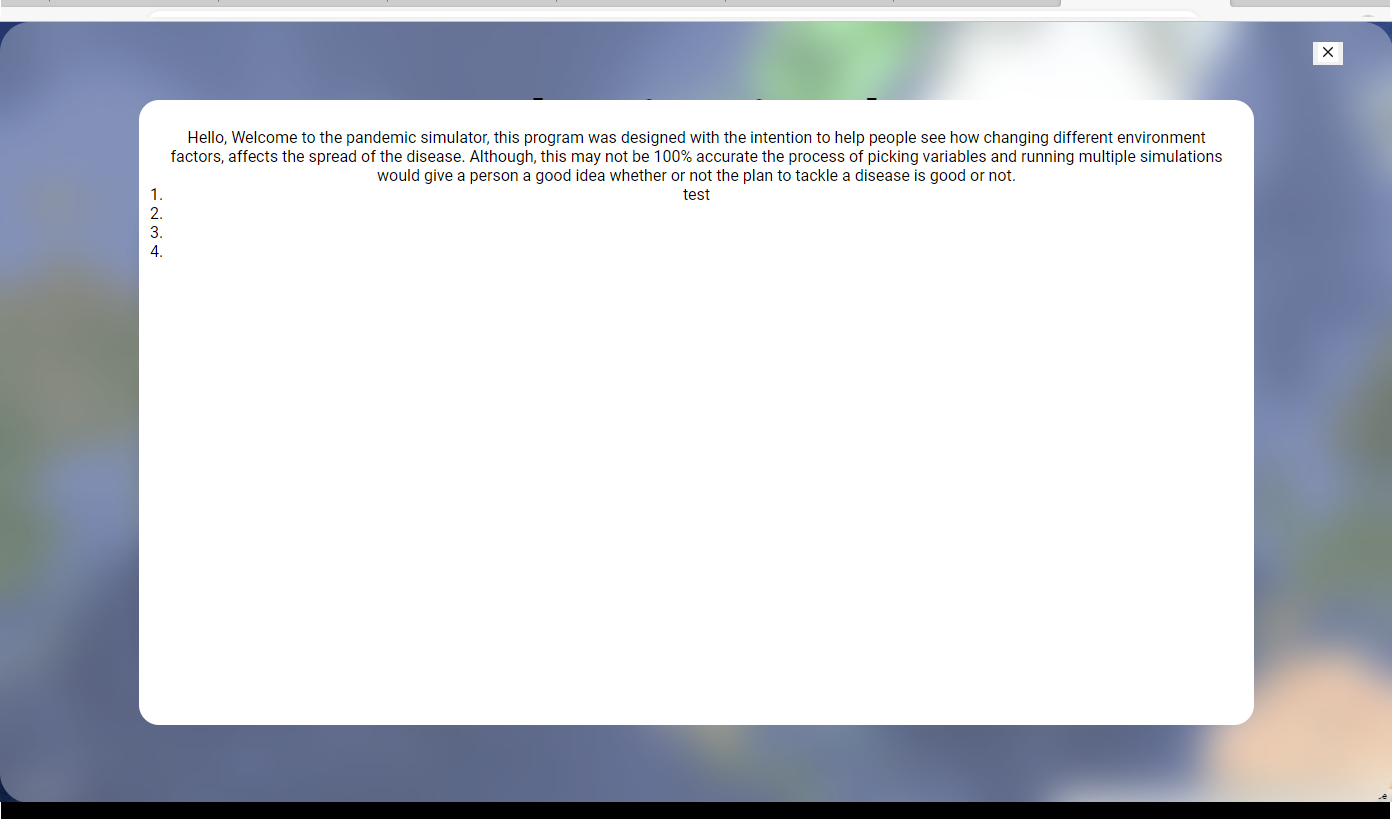 Hello, Welcome to the pandemic simulator, this program was designed with the intention to help people see how changing different environment
factors, affects the spread of the disease. Although, this may not be 100% accurate the process of picking variables and running multiple simulations
would give a person a good idea whether or not the plan to tackle a disease is good or not.
1. test
2.
3.
4.